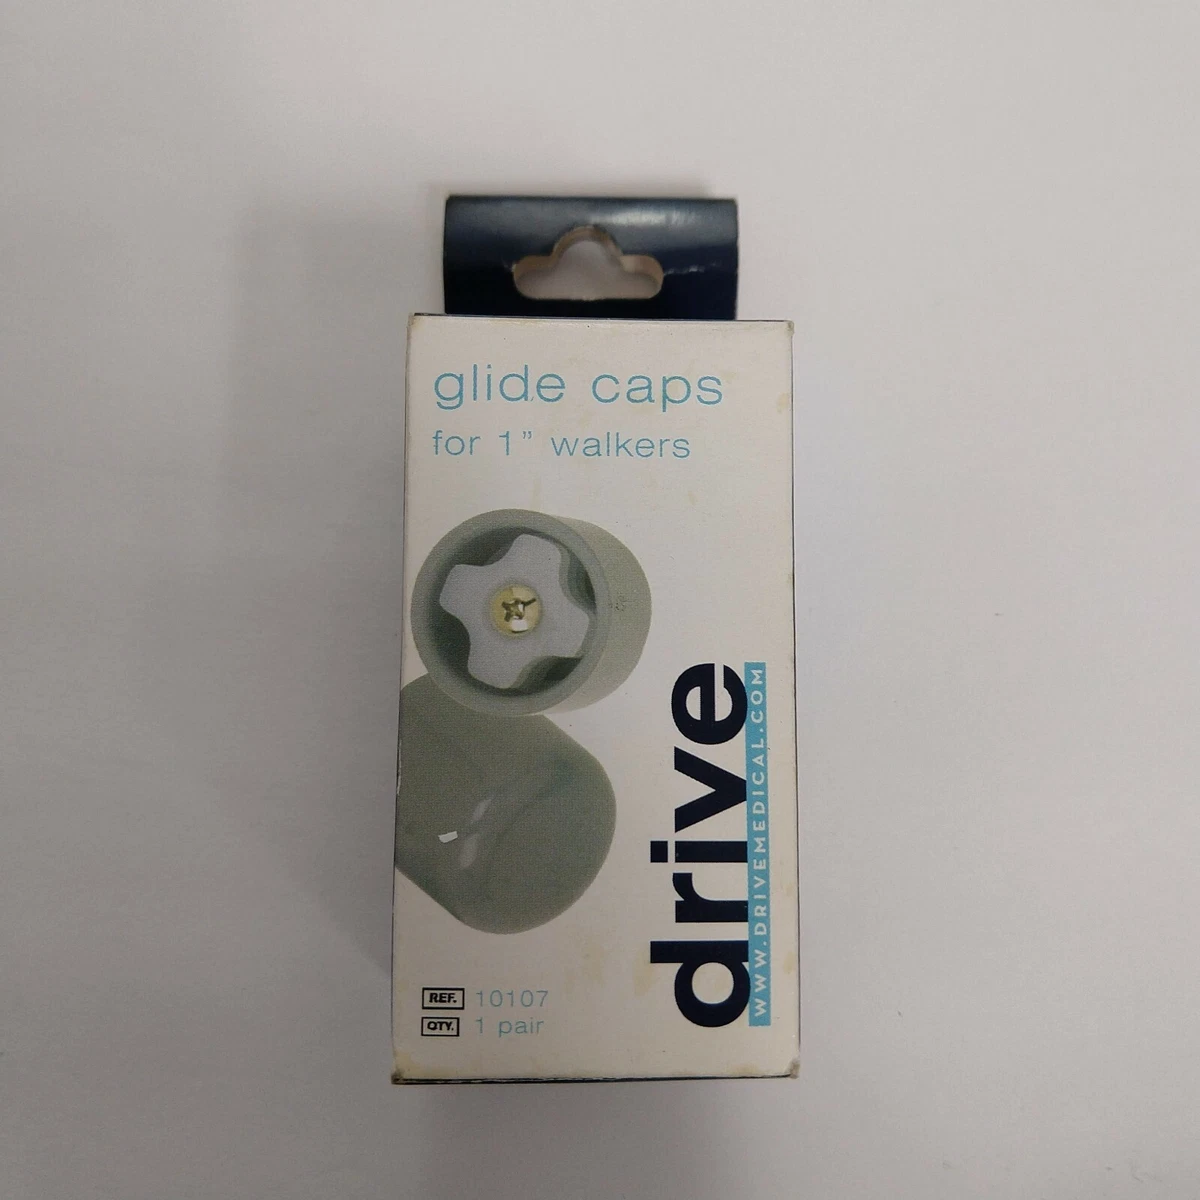 glide caps
for 1” walkers
drive
WWW.DRIVEMEDICAL.COM
REF. 10107
QTY. 1 pair